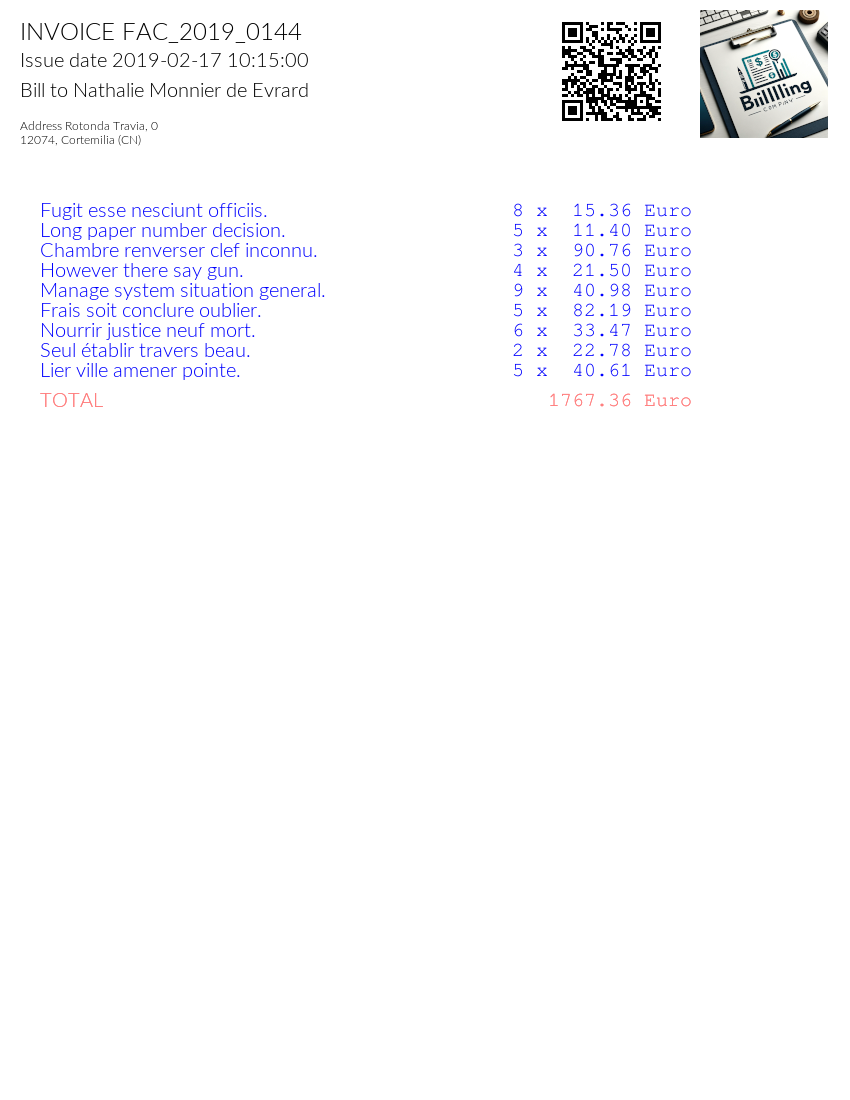 INVOICE FAC_2019_0144
Issue date 2019-02-17 10:15:00
Bill to Nathalie Monnier de Evrard
Address Rotonda Travia, 0
12074, Cortemilia (CN)
Biillling
COMPANY
Fugit esse nesciunt officiis. 8 x 15.36 Euro
Long paper number decision. 5 x 11.40 Euro
Chambre renverser clef inconnu. 3 x 90.76 Euro
However there say gun. 4 x 21.50 Euro
Manage system situation general. 9 x 40.98 Euro
Frais soit conclure oublier. 5 x 82.19 Euro
Nourrir justice neuf mort. 6 x 33.47 Euro
Seul établir travers beau. 2 x 22.78 Euro
Lier ville amener pointe. 5 x 40.61 Euro
TOTAL 1767.36 Euro